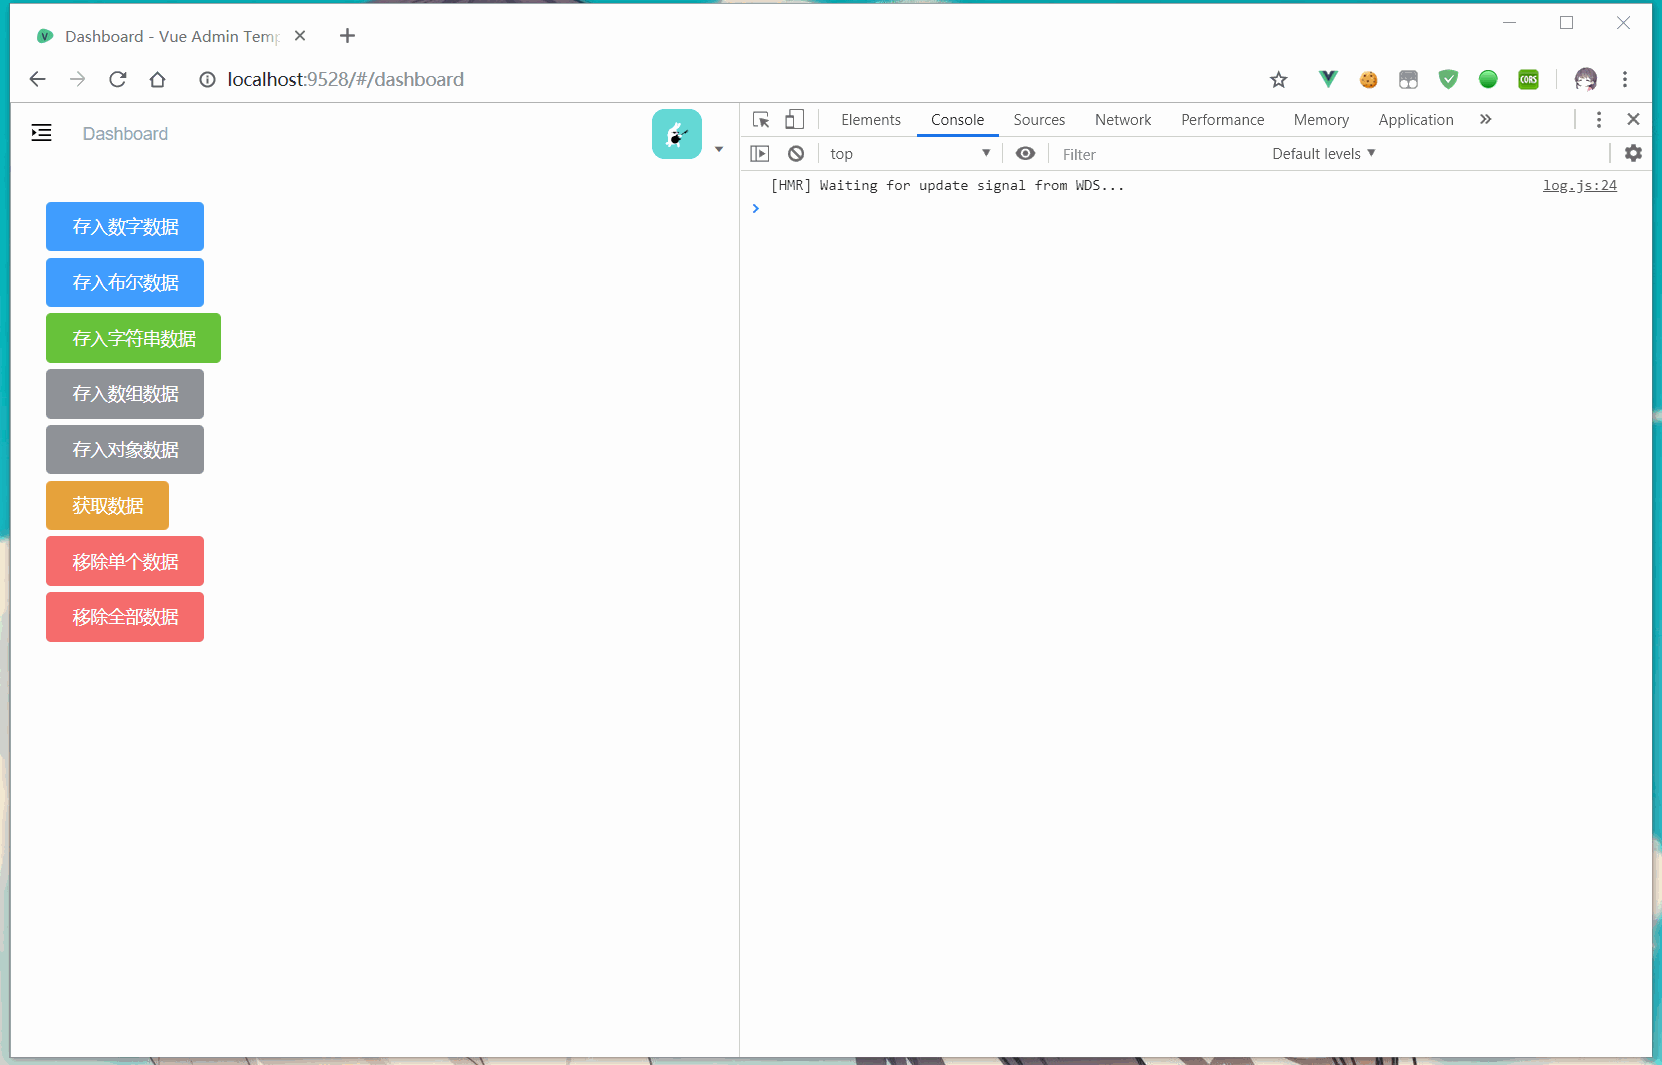 Dashboard - Vue Admin Temp
localhost:9528/#/dashboard
CORS
Dashboard
Elements Console Sources Network Performance Memory Application
top Filter Default levels
[HMR] Waiting for update signal from WDS... log.js:24
存入数字数据
存入布尔数据
存入字符串数据
存入数组数据
存入对象数据
获取数据
移除单个数据
移除全部数据